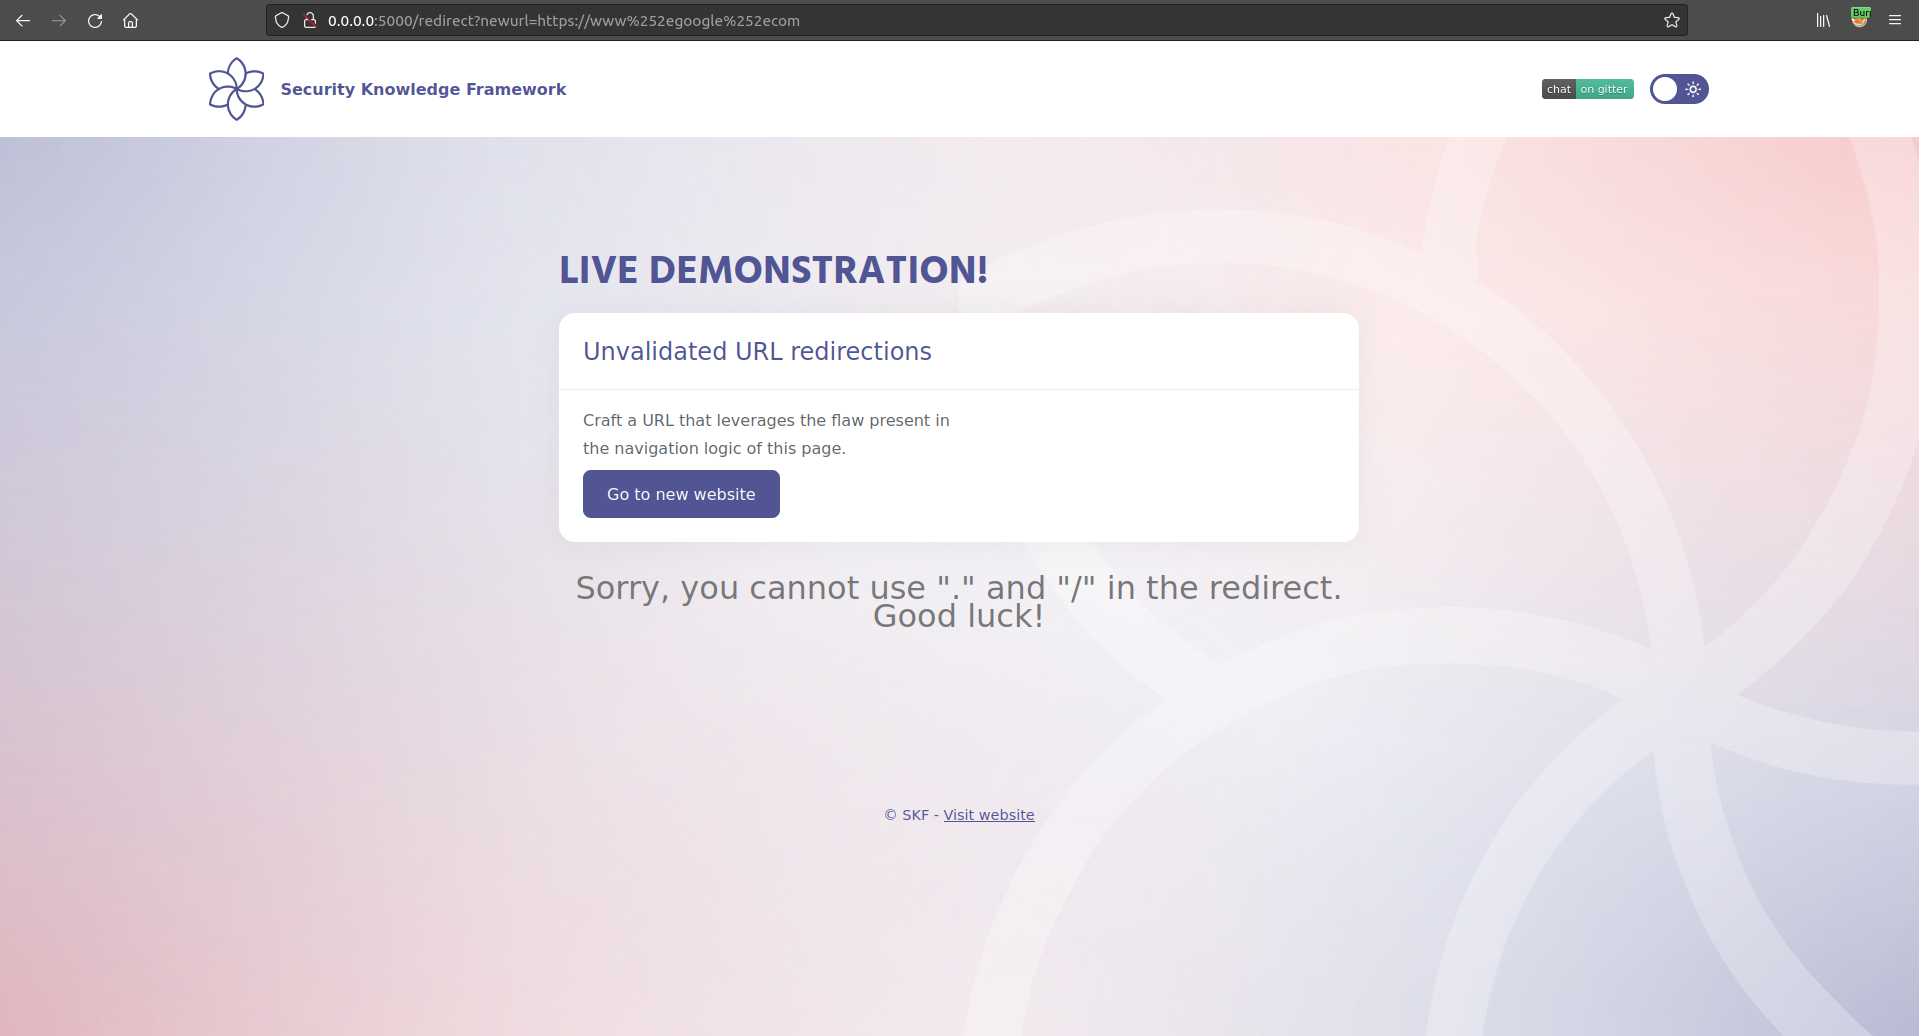 0.0.0.0:5000/redirect?newurl=https://www%252egoogle%252ecom
Security Knowledge Framework
chat on gitter
LIVE DEMONSTRATION!
Unvalidated URL redirections
Craft a URL that leverages the flaw present in
the navigation logic of this page.
Go to new website
Sorry, you cannot use "." and "/" in the redirect.
Good luck!
© SKF - Visit website